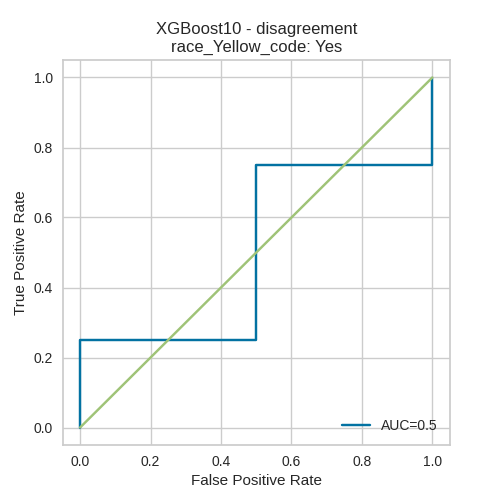 XGBoost10 - disagreement
race_Yellow_code: Yes
1.0
0.8
0.6
0.4
0.2
0.0
True Positive Rate
AUC=0.5
0.0 0.2 0.4 0.6 0.8 1.0
False Positive Rate